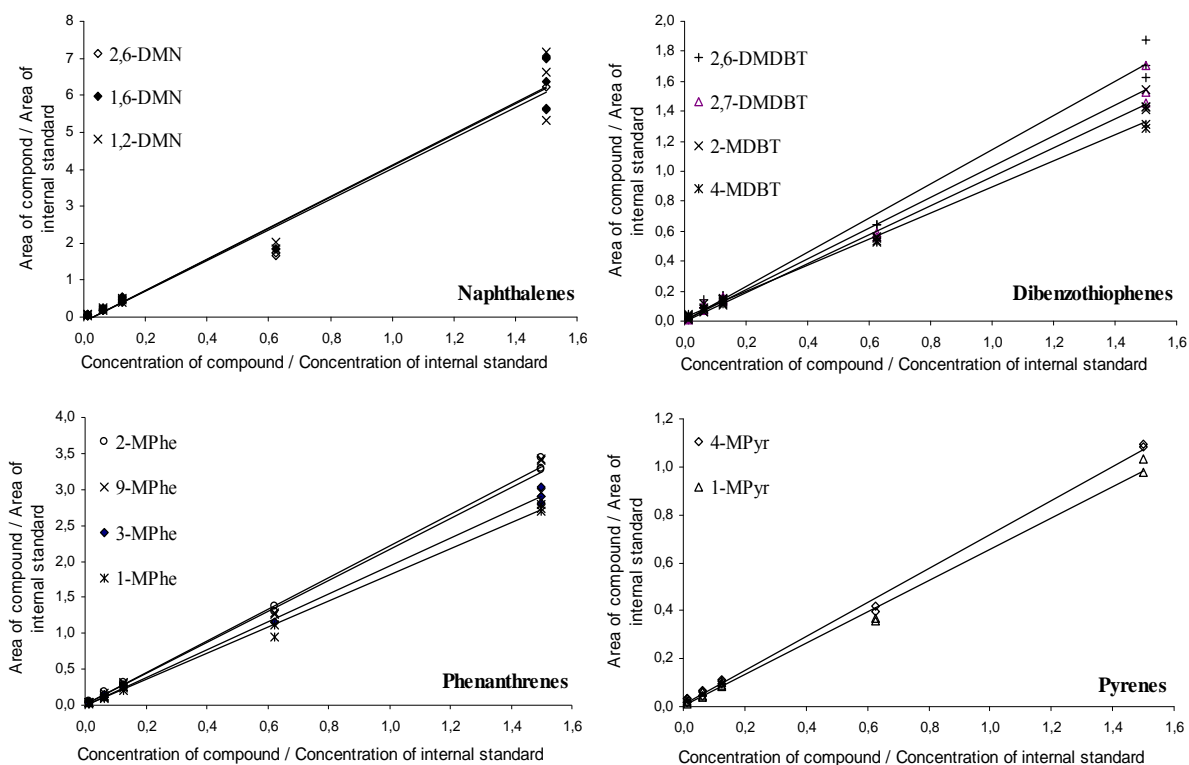 8
7
6
5
4
3
2
1
0
Area of compound / Area of
internal standard
2,6-DMN
1,6-DMN
1,2-DMN
Naphthalenes
0,0 0,2 0,4 0,6 0,8 1,0 1,2 1,4 1,6
Concentration of compound / Concentration of internal standard
2,0
1,8
1,6
1,4
1,2
1,0
0,8
0,6
0,4
0,2
0,0
Area of compound / Area of
internal standard
2,6-DMDBT
2,7-DMDBT
2-MDBT
4-MDBT
Dibenzothiophenes
0,0 0,2 0,4 0,6 0,8 1,0 1,2 1,4 1,6
Concentration of compound / Concentration of internal standard
4,0
3,5
3,0
2,5
2,0
1,5
1,0
0,5
0,0
Area of compound / Area of
internal standard
2-MPhe
9-MPhe
3-MPhe
1-MPhe
Phenanthrenes
0,0 0,2 0,4 0,6 0,8 1,0 1,2 1,4 1,6
Concentration of compound / Concentration of internal standard
1,2
1,0
0,8
0,6
0,4
0,2
0,0
Area of compound / Area of
internal standard
4-MPyr
1-MPyr
Pyrenes
0,0 0,2 0,4 0,6 0,8 1,0 1,2 1,4 1,6
Concentration of compound / Concentration of internal standard